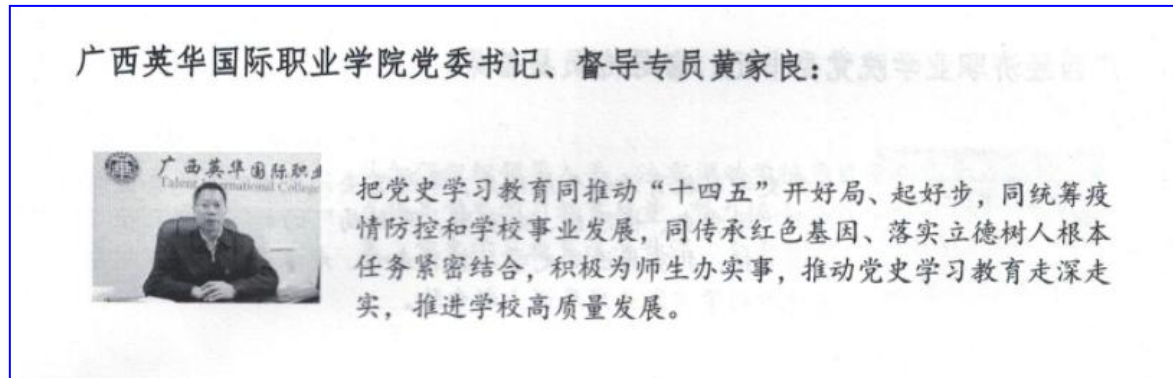 广西英华国际职业学院党委书记、督导专员黄家良：
广西英华国际职业
Talent International College
把党史学习教育同推动“十四五”开好局、起好步，同统筹疫
情防控和学校事业发展，同传承红色基因、落实立德树人根本
任务紧密结合，积极为师生办实事，推动党史学习教育走深走
实，推进学校高质量发展。